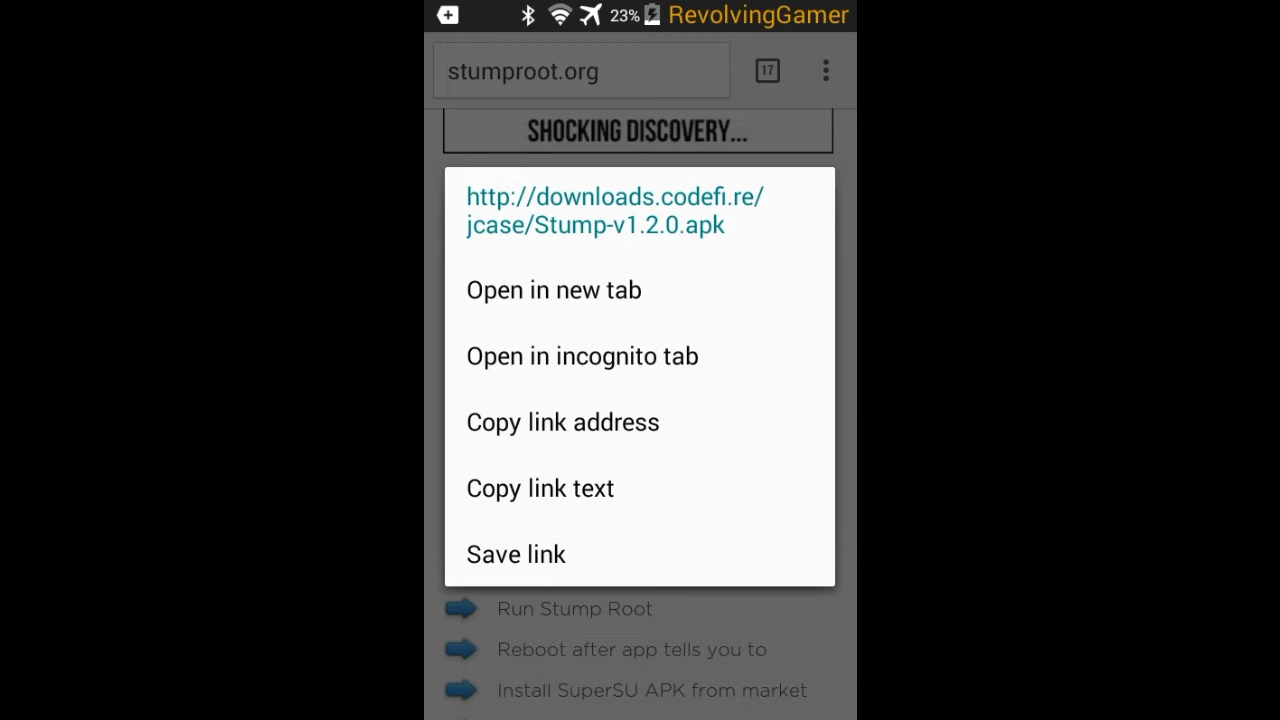 23% RevolvingGamer
stumproot.org
17
SHOCKING DISCOVERY...
http://downloads.codefi.re/
jcase/Stump-v1.2.0.apk
Open in new tab
Open in incognito tab
Copy link address
Copy link text
Save link
Run Stump Root
Reboot after app tells you to
Install SuperSU APK from market